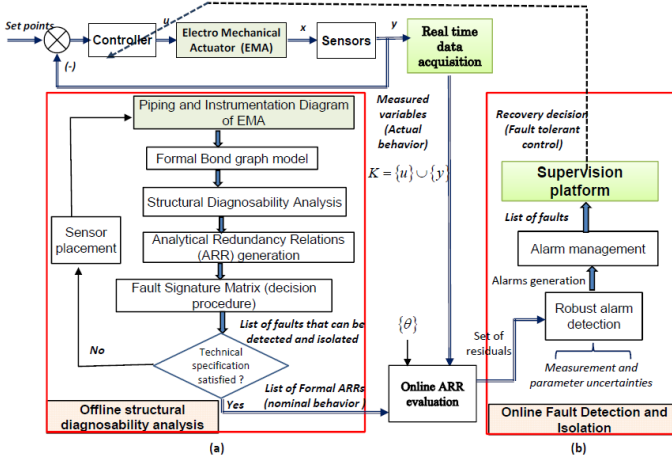 Set points
(-)
Controller
u
Electro Mechanical
Actuator (EMA)
x
Sensors
y
Real time
data
acquisition
Piping and Instrumentation Diagram
of EMA
Formal Bond graph model
Structural Diagnosability Analysis
Analytical Redundancy Relations
(ARR) generation
Fault Signature Matrix (decision
procedure)
Sensor
placement
No
Technical
specification
satisfied ?
List of faults that can be
detected and isolated
Yes
List of Formal ARRs
(nominal behavior )
Offline structural
diagnosability analysis
(a)
Measured
variables
(Actual
behavior)
K = {u} ∪ {y}
{θ}
Online ARR
evaluation
Set of
residuals
Recovery decision
(Fault tolerant
control)
Supervision
platform
List of faults
Alarm management
Alarms generation
Robust alarm
detection
Measurement and
parameter uncertainties
Online Fault Detection and
Isolation
(b)